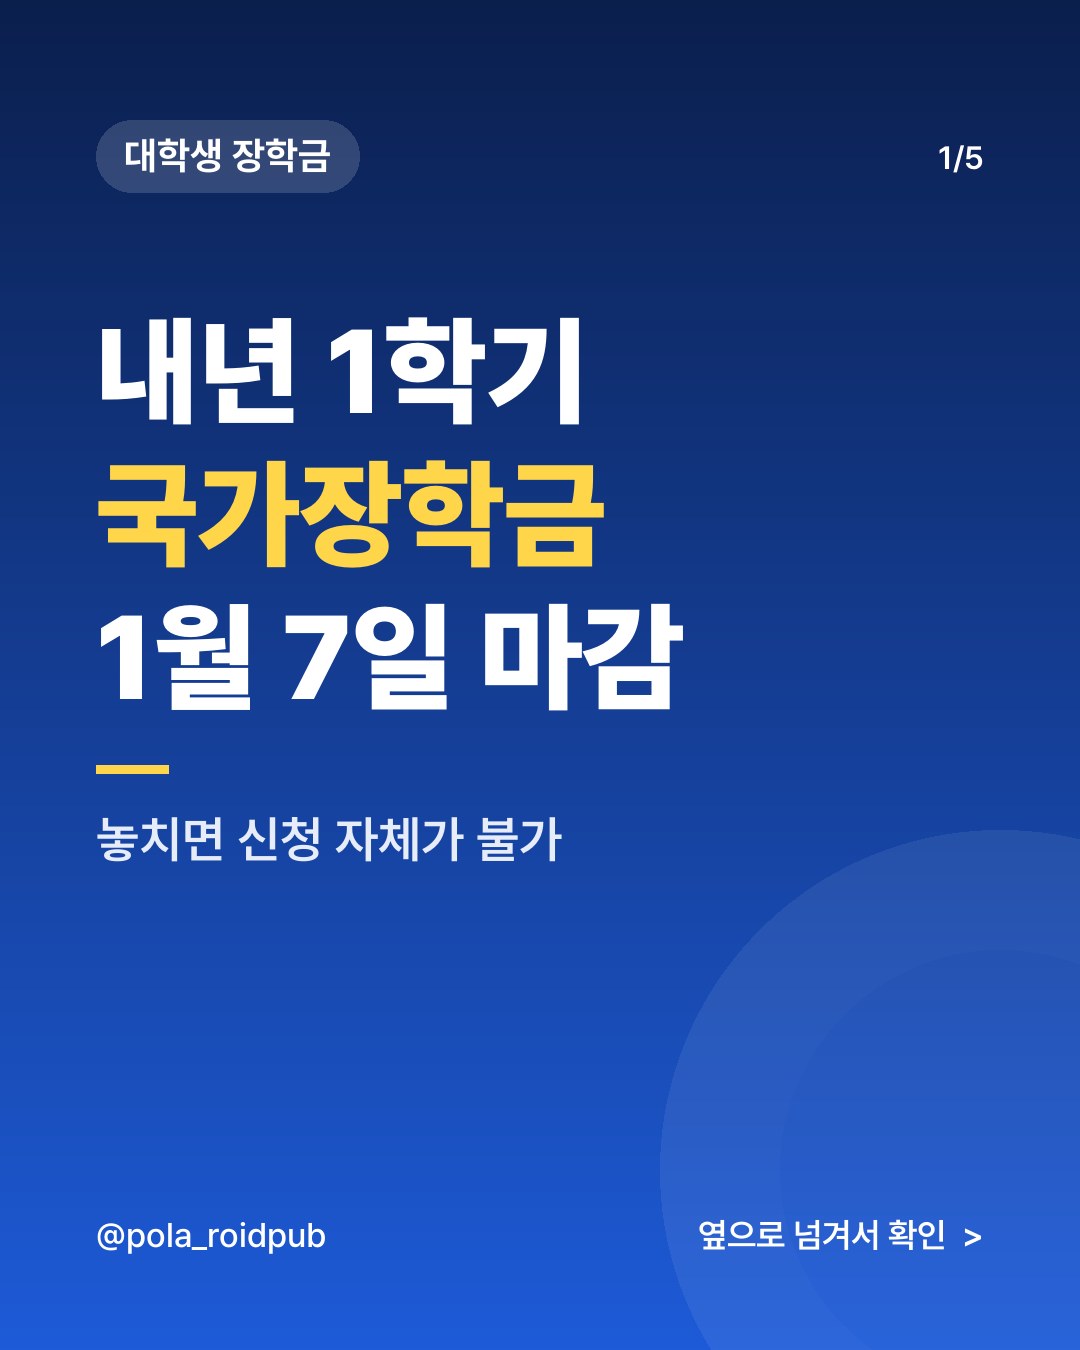 대학생 장학금
1/5
내년 1학기
국가장학금
1월 7일 마감
놓치면 신청 자체가 불가
@pola_roidpub
옆으로 넘겨서 확인 >